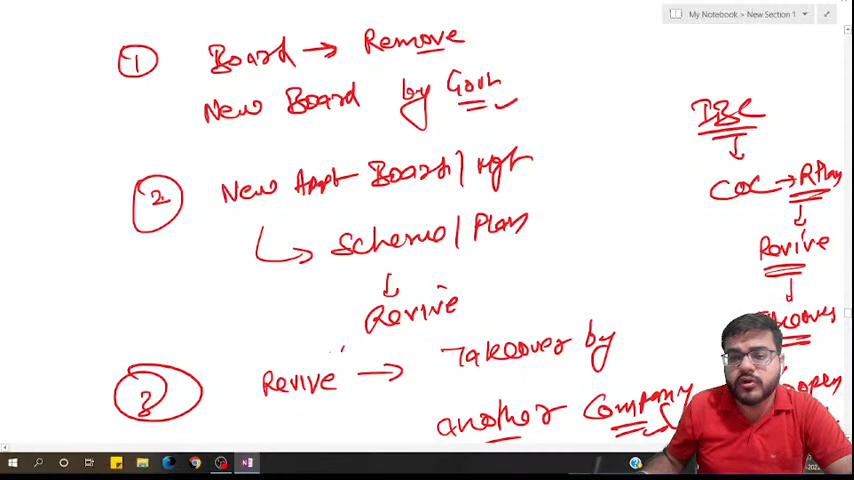 My Notebook > New Section 1
1 Board → Remove
New Board by Govt
2 New Appt Board/Mgt
Scheme/Plan
Revive
3 Revive → Takeover by
another Company
IBC
COC → RPlan
Revive
Takeover